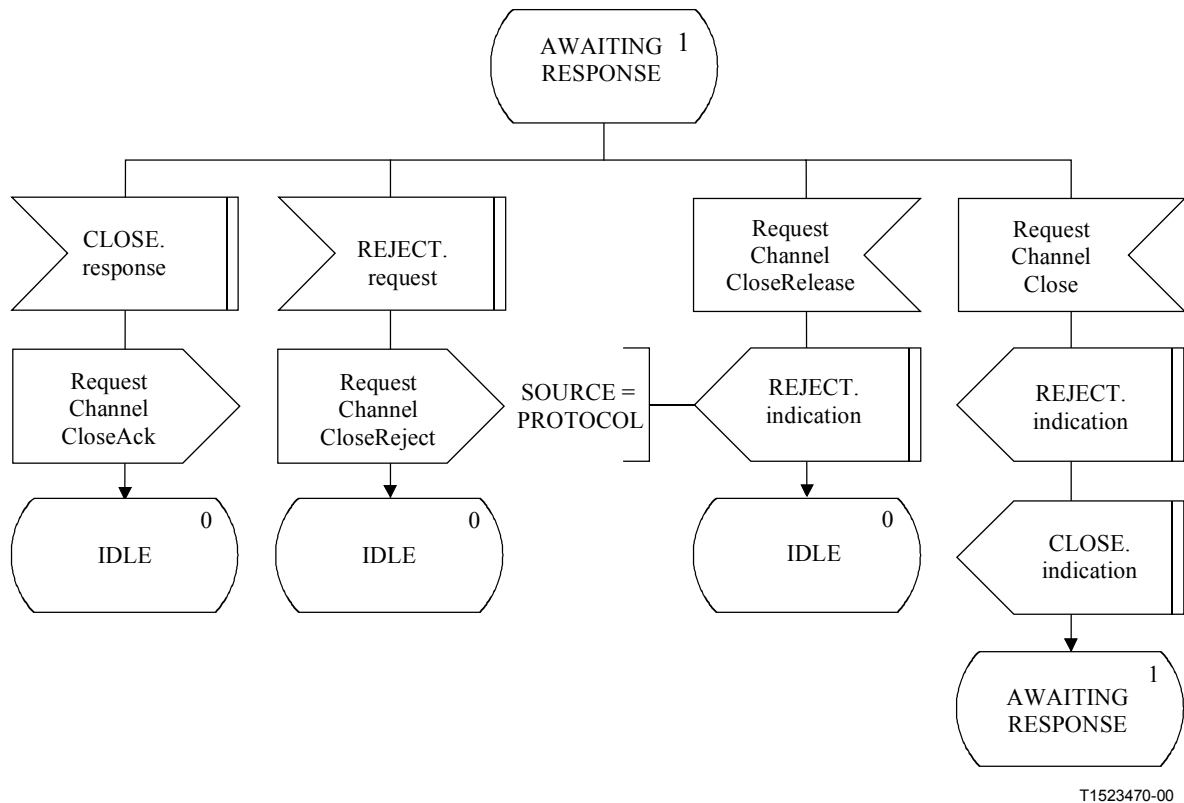 AWAITING 1
RESPONSE
CLOSE.
response
REJECT.
request
Request
Channel
CloseRelease
Request
Channel
Close
Request
Channel
CloseAck
Request
Channel
CloseReject
SOURCE =
PROTOCOL
REJECT.
indication
REJECT.
indication
0
IDLE
0
IDLE
0
IDLE
CLOSE.
indication
1
AWAITING
RESPONSE
T1523470-00